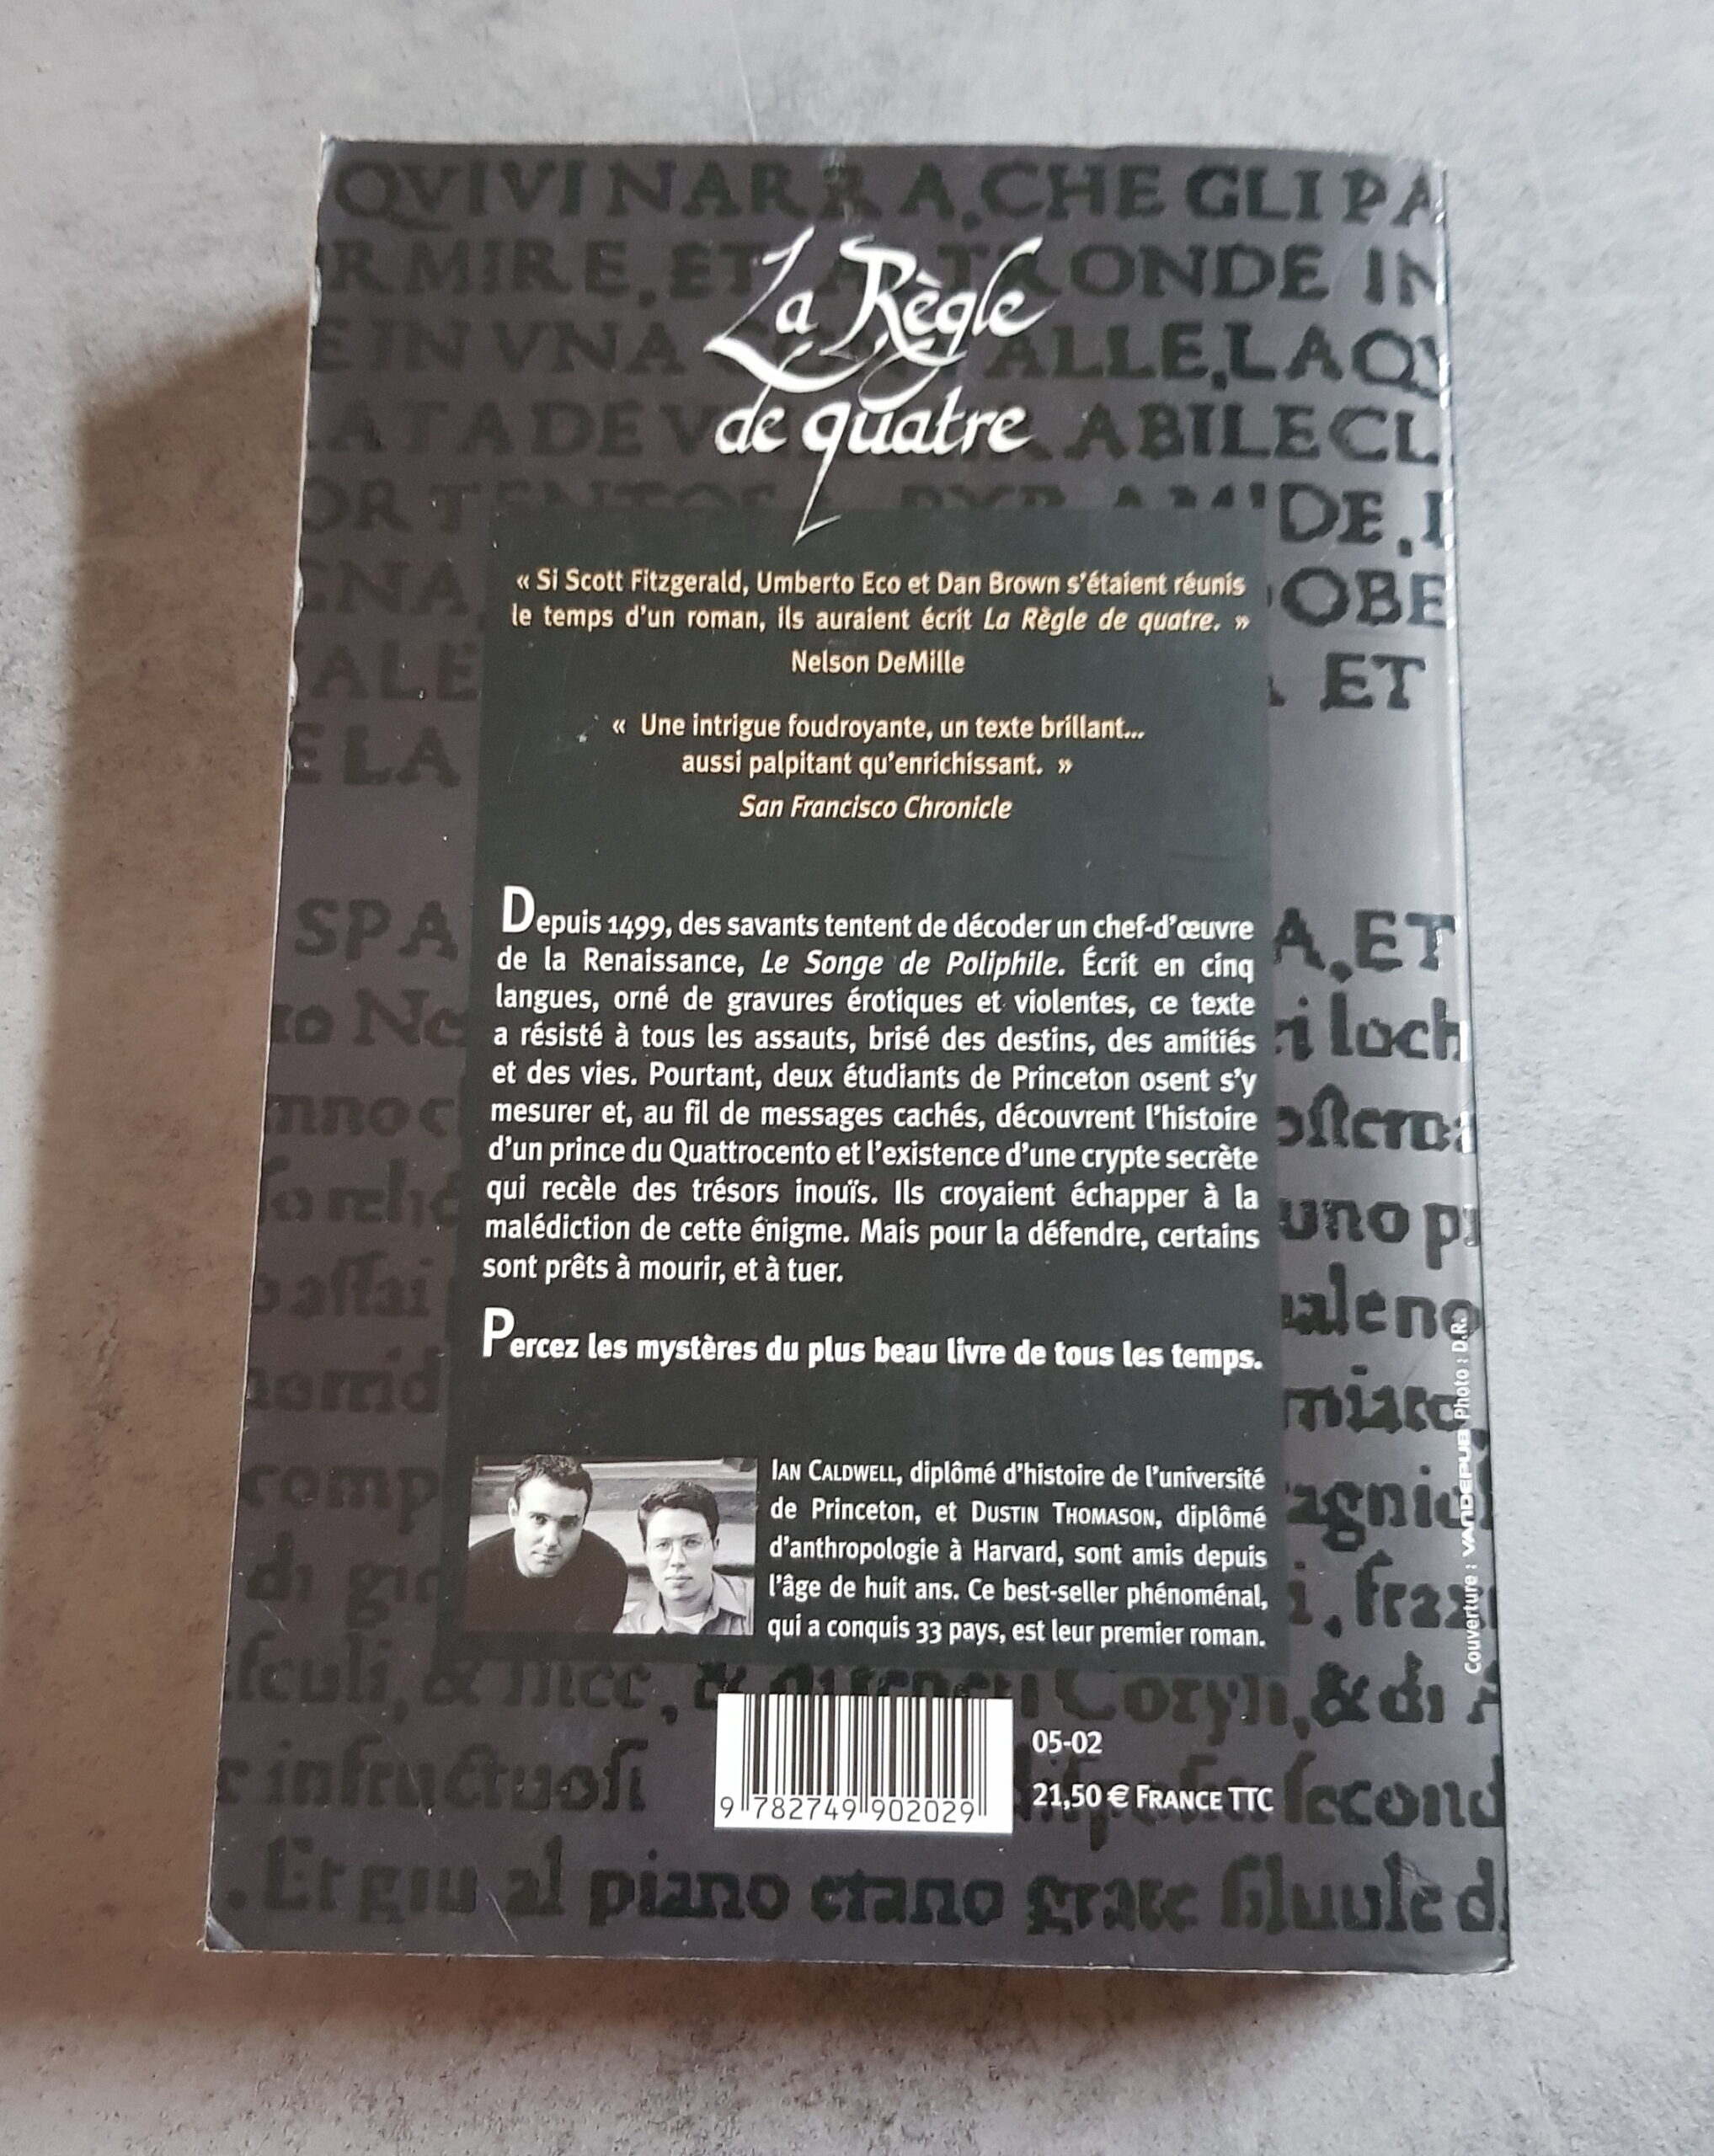 QVIVI NARRA, CHE GLI PA
RMIRE, ET ONDE IN
E IN VNA ALLE, LAQV
ATA DE V ABILE CL
La Règle
de quatre
DE, I
GNA OBE
ALE ET
E LA
« Si Scott Fitzgerald, Umberto Eco et Dan Brown s'étaient réunis
le temps d'un roman, ils auraient écrit La Règle de quatre. »
Nelson DeMille
« Une intrigue foudroyante, un texte brillant...
aussi palpitant qu'enrichissant. »
San Francisco Chronicle
SPA A, ET
Depuis 1499, des savants tentent de décoder un chef-d'œuvre
de la Renaissance, Le Songe de Poliphile. Écrit en cinq
langues, orné de gravures érotiques et violentes, ce texte
a résisté à tous les assauts, brisé des destins, des amitiés
et des vies. Pourtant, deux étudiants de Princeton osent s'y
mesurer et, au fil de messages cachés, découvrent l'histoire
d'un prince du Quattrocento et l'existence d'une crypte secrète
qui recèle des trésors inouïs. Ils croyaient échapper à la
malédiction de cette énigme. Mais pour la défendre, certains
sont prêts à mourir, et à tuer.
Percez les mystères du plus beau livre de tous les temps.
IAN CALDWELL, diplômé d'histoire de l'université
de Princeton, et DUSTIN THOMASON, diplômé
d'anthropologie à Harvard, sont amis depuis
l'âge de huit ans. Ce best-seller phénoménal,
qui a conquis 33 pays, est leur premier roman.
Couverture : VANDEPUB Photo : D.R.
05-02
21,50 € FRANCE TTC
9 782749 902029
infructuosi second
. Et giu al piano etano grate siluule d